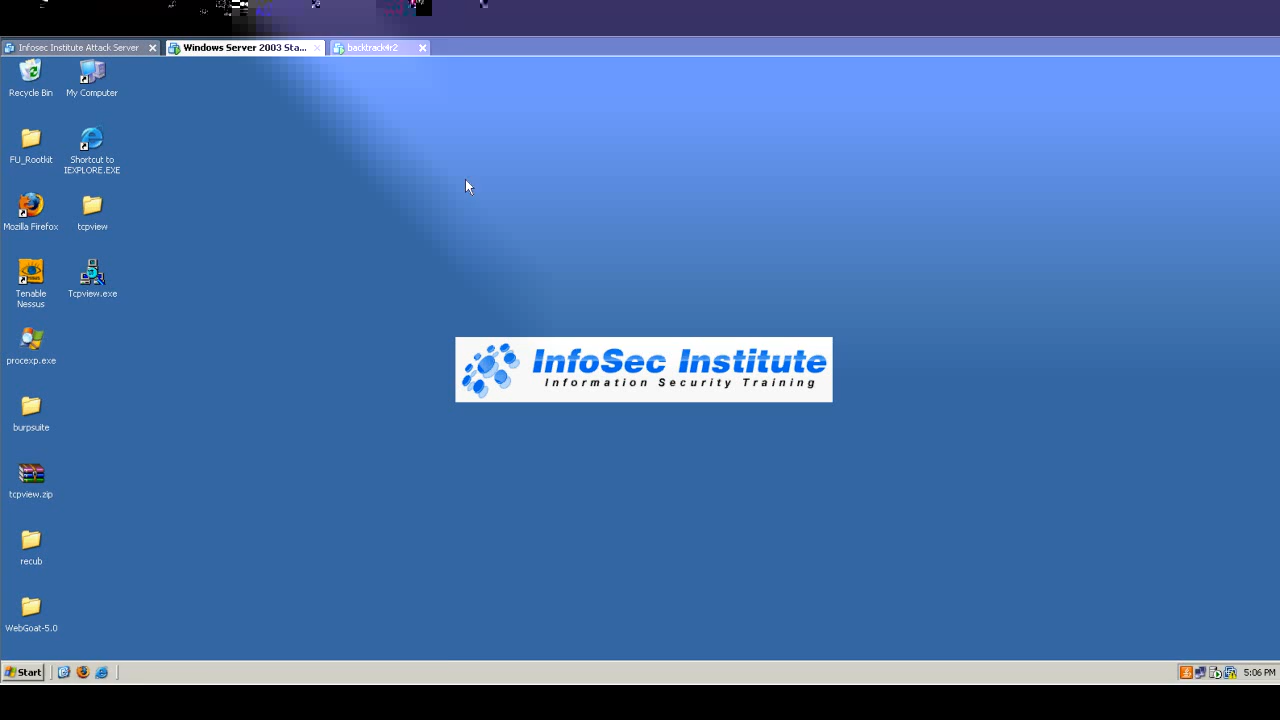 Infosec Institute Attack Server
Windows Server 2003 Sta...
backtrack4r2
Recycle Bin
My Computer
FU_Rootkit
Shortcut to
IEXPLORE.EXE
Mozilla Firefox
tcpview
Tenable
Nessus
Tcpview.exe
procexp.exe
burpsuite
tcpview.zip
recub
WebGoat-5.0
InfoSec Institute
Information Security Training
Start
5:06 PM